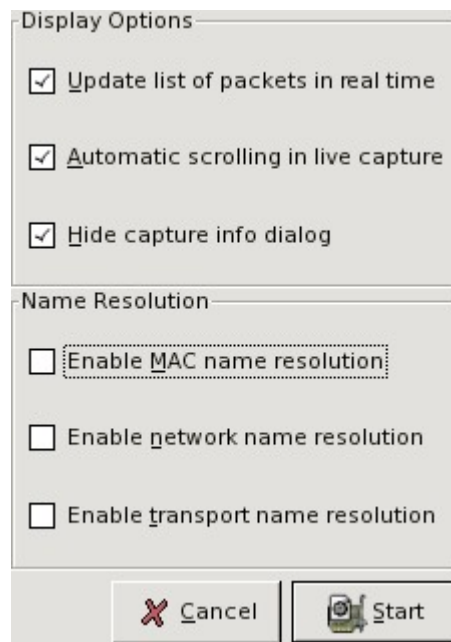 Display Options
Update list of packets in real time
Automatic scrolling in live capture
Hide capture info dialog
Name Resolution
Enable MAC name resolution
Enable network name resolution
Enable transport name resolution
Cancel
Start